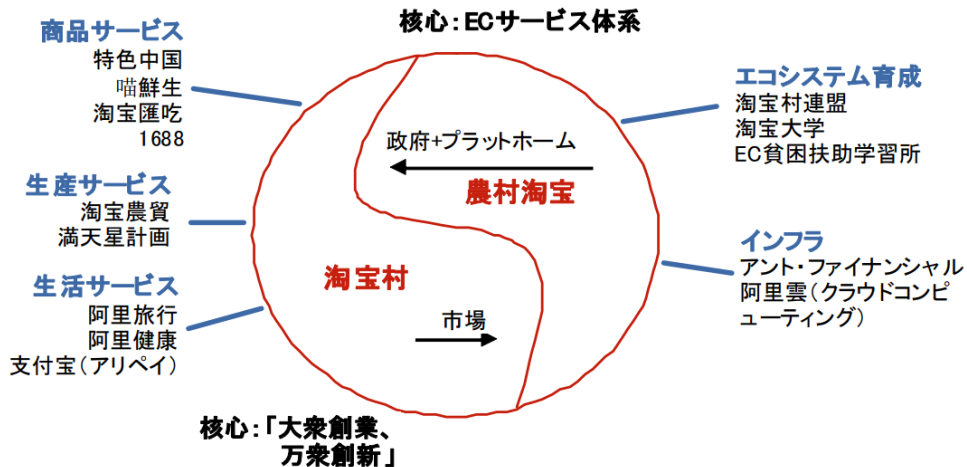 核心：ECサービス体系
商品サービス
特色中国
喵鮮生
淘宝匯吃
1688
生産サービス
淘宝農貿
満天星計画
生活サービス
阿里旅行
阿里健康
支付宝（アリペイ）
政府+プラットホーム
農村淘宝
淘宝村
市場
エコシステム育成
淘宝村連盟
淘宝大学
EC貧困扶助学習所
インフラ
アント・ファイナンシャル
阿里雲（クラウドコンピ
ューティング）
核心：「大衆創業、
万衆創新」